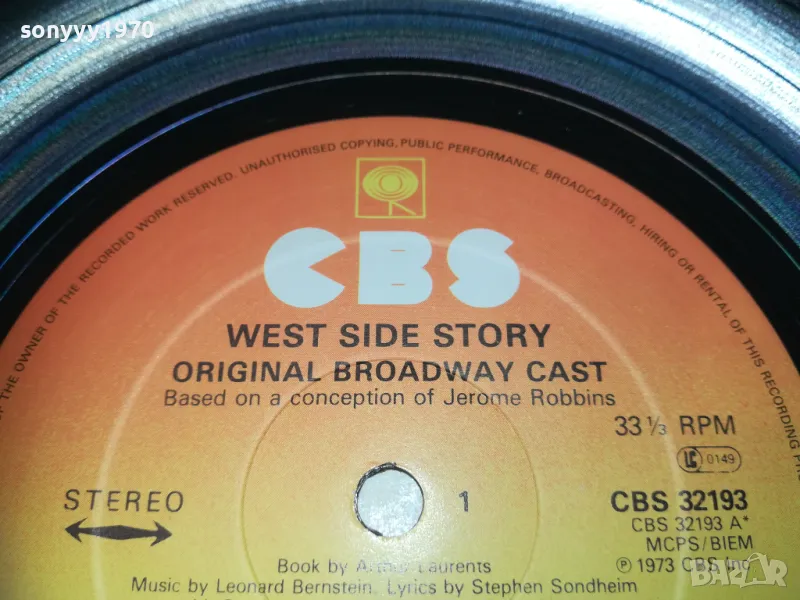 sonyyy1970
OF THE OWNER OF THE RECORDED WORK RESERVED. UNAUTHORISED COPYING, PUBLIC PERFORMANCE, BROADCASTING, HIRING OR RENTAL OF THIS RECORDING
CBS
WEST SIDE STORY
ORIGINAL BROADWAY CAST
Based on a conception of Jerome Robbins
33 ⅓ RPM
LC 0149
STEREO
1
CBS 32193
CBS 32193 A*
MCPS/BIEM
℗ 1973 CBS Inc
Book by Arthur Laurents
Music by Leonard Bernstein, Lyrics by Stephen Sondheim
BAZAR